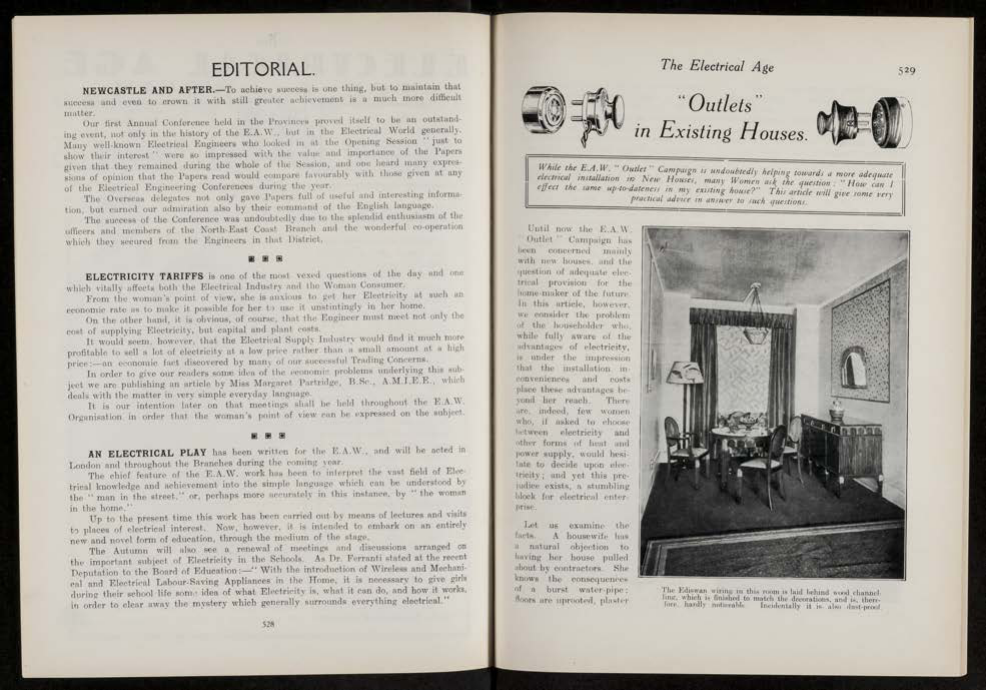 EDITORIAL.
NEWCASTLE AND AFTER.—To achieve success is one thing, but to maintain that
success and even to crown it with still greater achievement is a much more difficult
matter.
Our first Annual Conference held in the Provinces proved itself to be an outstand-
ing event, not only in the history of the E.A.W., but in the Electrical World generally.
Many well-known Electrical Engineers who looked in at the Opening Session "just to
show their interest" were so impressed with the value and importance of the Papers
given that they remained during the whole of the Session, and one heard many expres-
sions of opinion that the Papers read would compare favourably with those given at any
of the Electrical Engineering Conferences during the year.
The Overseas delegates not only gave Papers full of useful and interesting informa-
tion, but earned our admiration also by their command of the English language.
The success of the Conference was undoubtedly due to the splendid enthusiasm of the
officers and members of the North-East Coast Branch and the wonderful co-operation
which they secured from the Engineers in that District.
ELECTRICITY TARIFFS is one of the most vexed questions of the day and one
which vitally affects both the Electrical Industry and the Woman Consumer.
From the woman's point of view, she is anxious to get her Electricity at such an
economic rate as to make it possible for her to use it unstintingly in her home.
On the other hand, it is obvious, of course, that the Engineer must meet not only the
cost of supplying Electricity, but capital and plant costs.
It would seem, however, that the Electrical Supply Industry would find it much more
profitable to sell a lot of electricity at a low price rather than a small amount at a high
price:—an economic fact discovered by many of our successful Trading Concerns.
In order to give our readers some idea of the economic problems underlying this sub-
ject we are publishing an article by Miss Margaret Partridge, B.Sc., A.M.I.E.E., which
deals with the matter in very simple everyday language.
It is our intention later on that meetings shall be held throughout the E.A.W.
Organisation in order that the woman's point of view can be expressed on the subject.
AN ELECTRICAL PLAY has been written for the E.A.W., and will be acted in
London and throughout the Branches during the coming year.
The chief feature of the E.A.W. work has been to interpret the vast field of Elec-
trical knowledge and achievement into the simple language which can be understood by
the "man in the street," or, perhaps more accurately in this instance, by "the woman
in the home."
Up to the present time this work has been carried out by means of lectures and visits
to places of electrical interest. Now, however, it is intended to embark on an entirely
new and novel form of education, through the medium of the stage.
The Autumn will also see a renewal of meetings and discussions arranged on
the important subject of Electricity in the Schools. As Dr. Ferranti stated at the recent
Deputation to the Board of Education:—"With the introduction of Wireless and Mechani-
cal and Electrical Labour-Saving Appliances in the Home, it is necessary to give girls
during their school life some idea of what Electricity is, what it can do, and how it works,
in order to clear away the mystery which generally surrounds everything electrical."
528
The Electrical Age
529
"Outlets"
in Existing Houses.
While the E.A.W. "Outlet" Campaign is undoubtedly helping towards a more adequate
electrical installation in New Houses, many Women ask the question: "How can I
effect the same up-to-dateness in my existing house?" This article will give some very
practical advice in answer to such questions.
Until now the E.A.W.
"Outlet" Campaign has
been concerned mainly
with new houses, and the
question of adequate elec-
trical provision for the
home-maker of the future.
In this article, however,
we consider the problem
of the householder who,
while fully aware of the
advantages of electricity,
is under the impression
that the installation in-
conveniences and costs
place these advantages be-
yond her reach. There
are, indeed, few women
who, if asked to choose
between electricity and
other forms of heat and
power supply, would hesi-
tate to decide upon elec-
tricity; and yet this pre-
judice exists, a stumbling
block for electrical enter-
prise.
Let us examine the
facts. A housewife has
a natural objection to
having her house pulled
about by contractors. She
knows the consequences
of a burst water-pipe;
floors are uprooted, plaster
The Ediswan wiring in this room is laid behind wood channel-
ling, which is finished to match the decorations, and is, there-
fore, hardly noticeable. Incidentally it is also dust-proof.